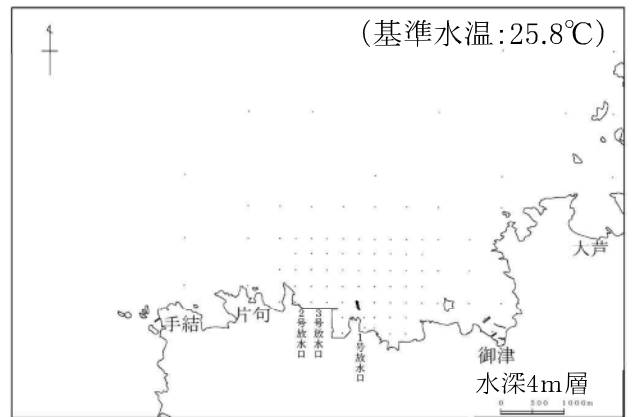 (基準水温:25.8℃)
大芦
手結
片句
2号放水口
3号放水口
1号放水口
御津
水深4m層
0 500 1000m